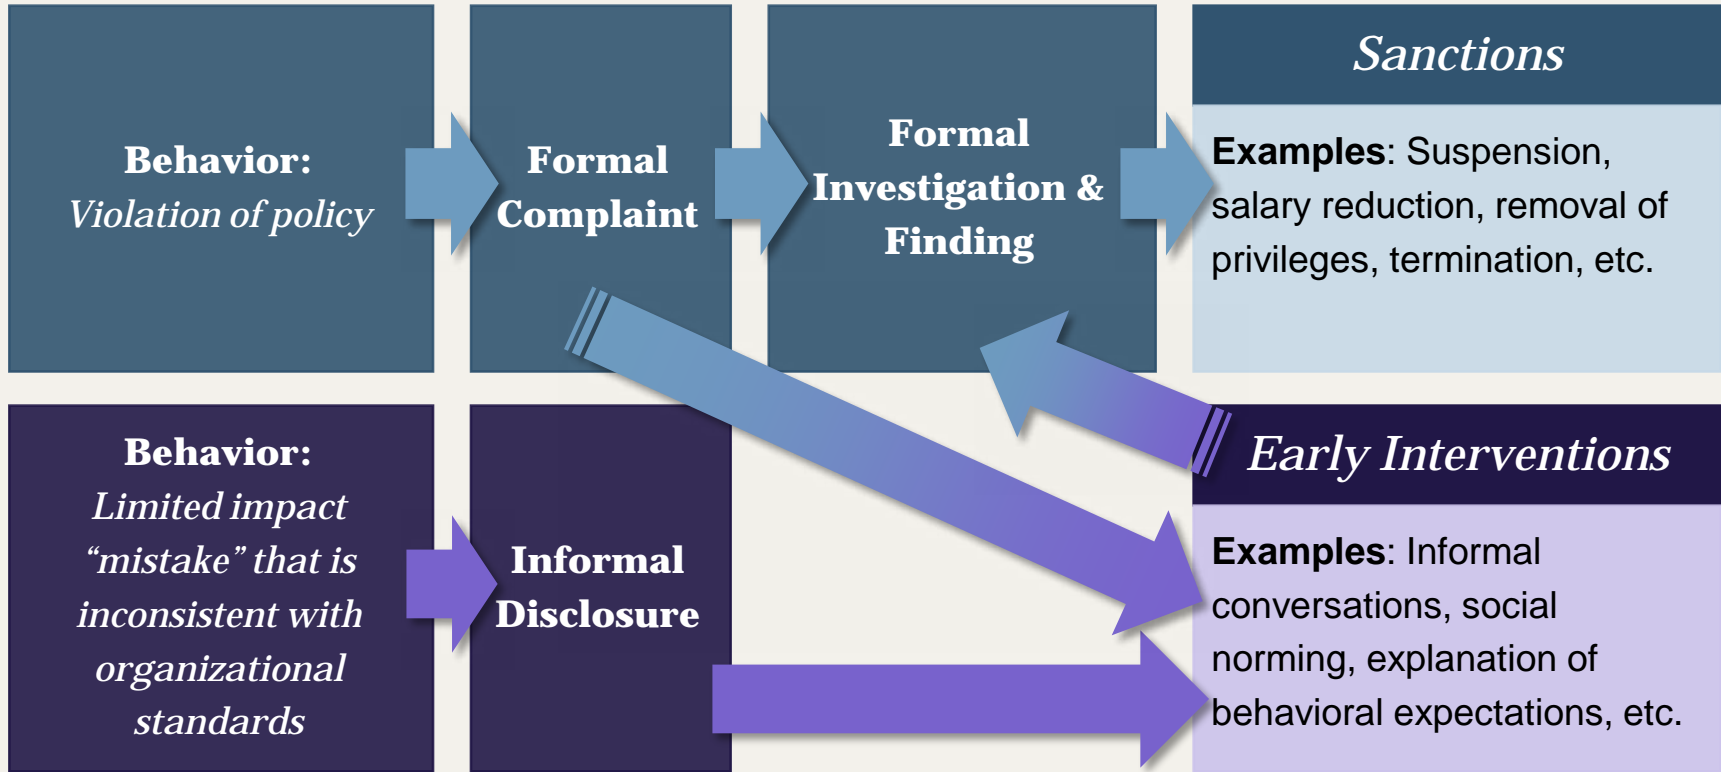 Behavior:
Violation of policy
Formal
Complaint
Formal
Investigation &
Finding
Sanctions
Examples: Suspension,
salary reduction, removal of
privileges, termination, etc.
Behavior:
Limited impact
“mistake” that is
inconsistent with
organizational
standards
Informal
Disclosure
Early Interventions
Examples: Informal
conversations, social
norming, explanation of
behavioral expectations, etc.